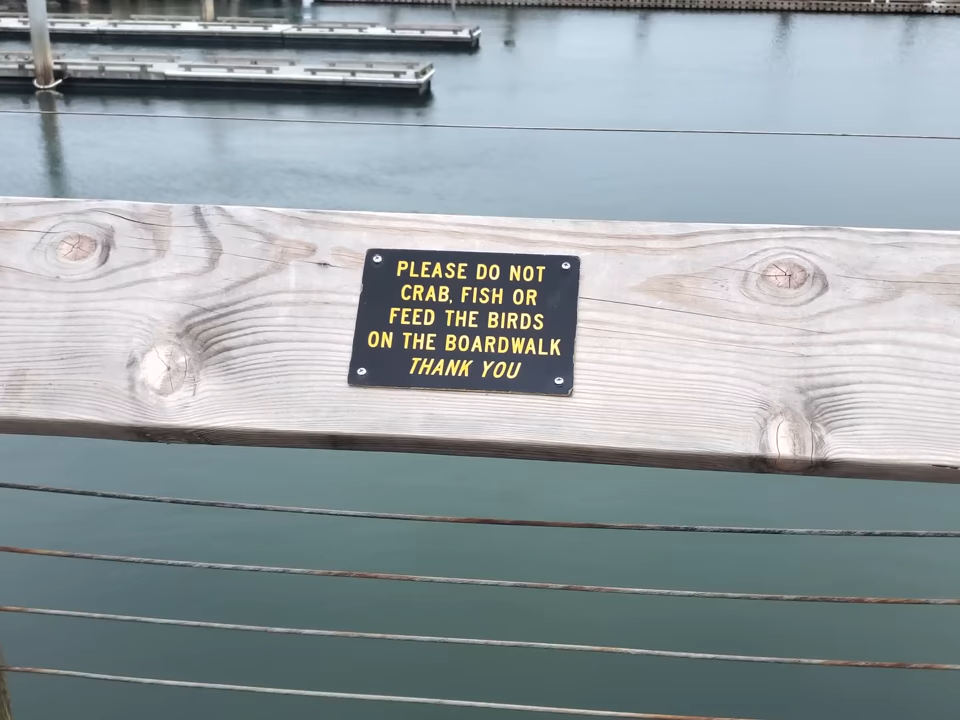 PLEASE DO NOT
CRAB, FISH OR
FEED THE BIRDS
ON THE BOARDWALK
THANK YOU